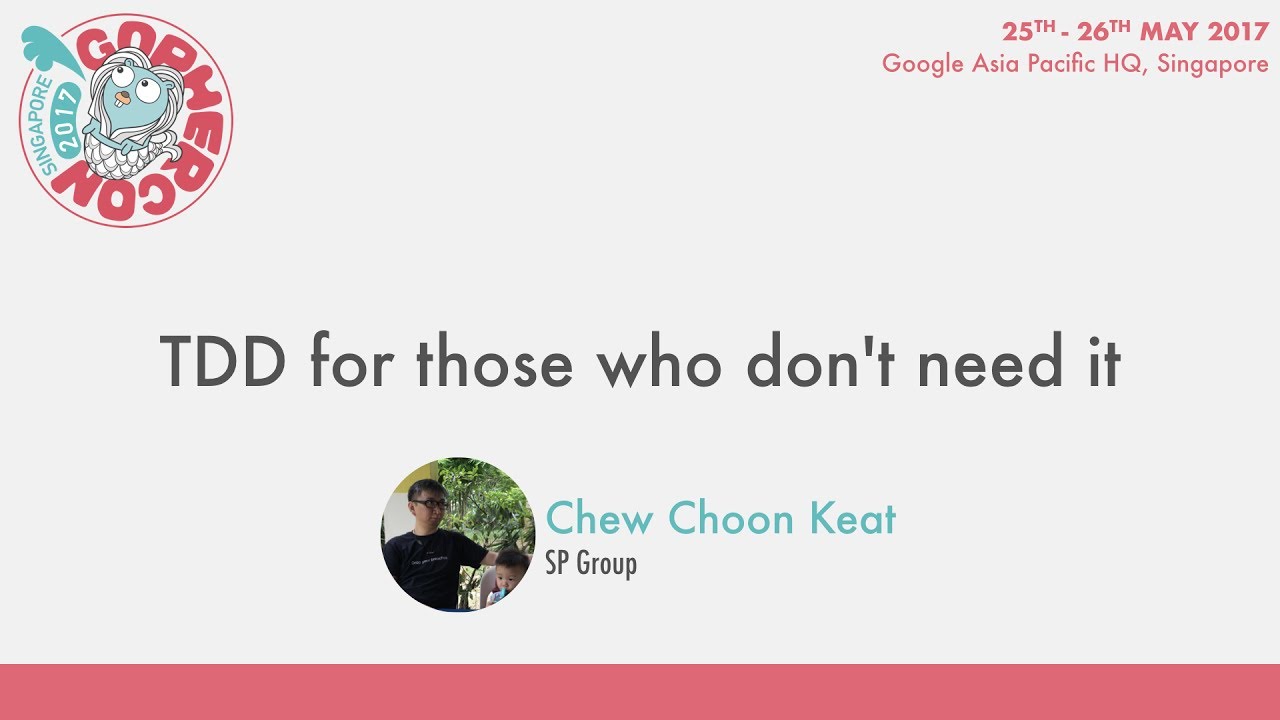 SINGAPORE
2017
GOPHERCON
25TH - 26TH MAY 2017
Google Asia Pacific HQ, Singapore
TDD for those who don't need it
Chew Choon Keat
SP Group